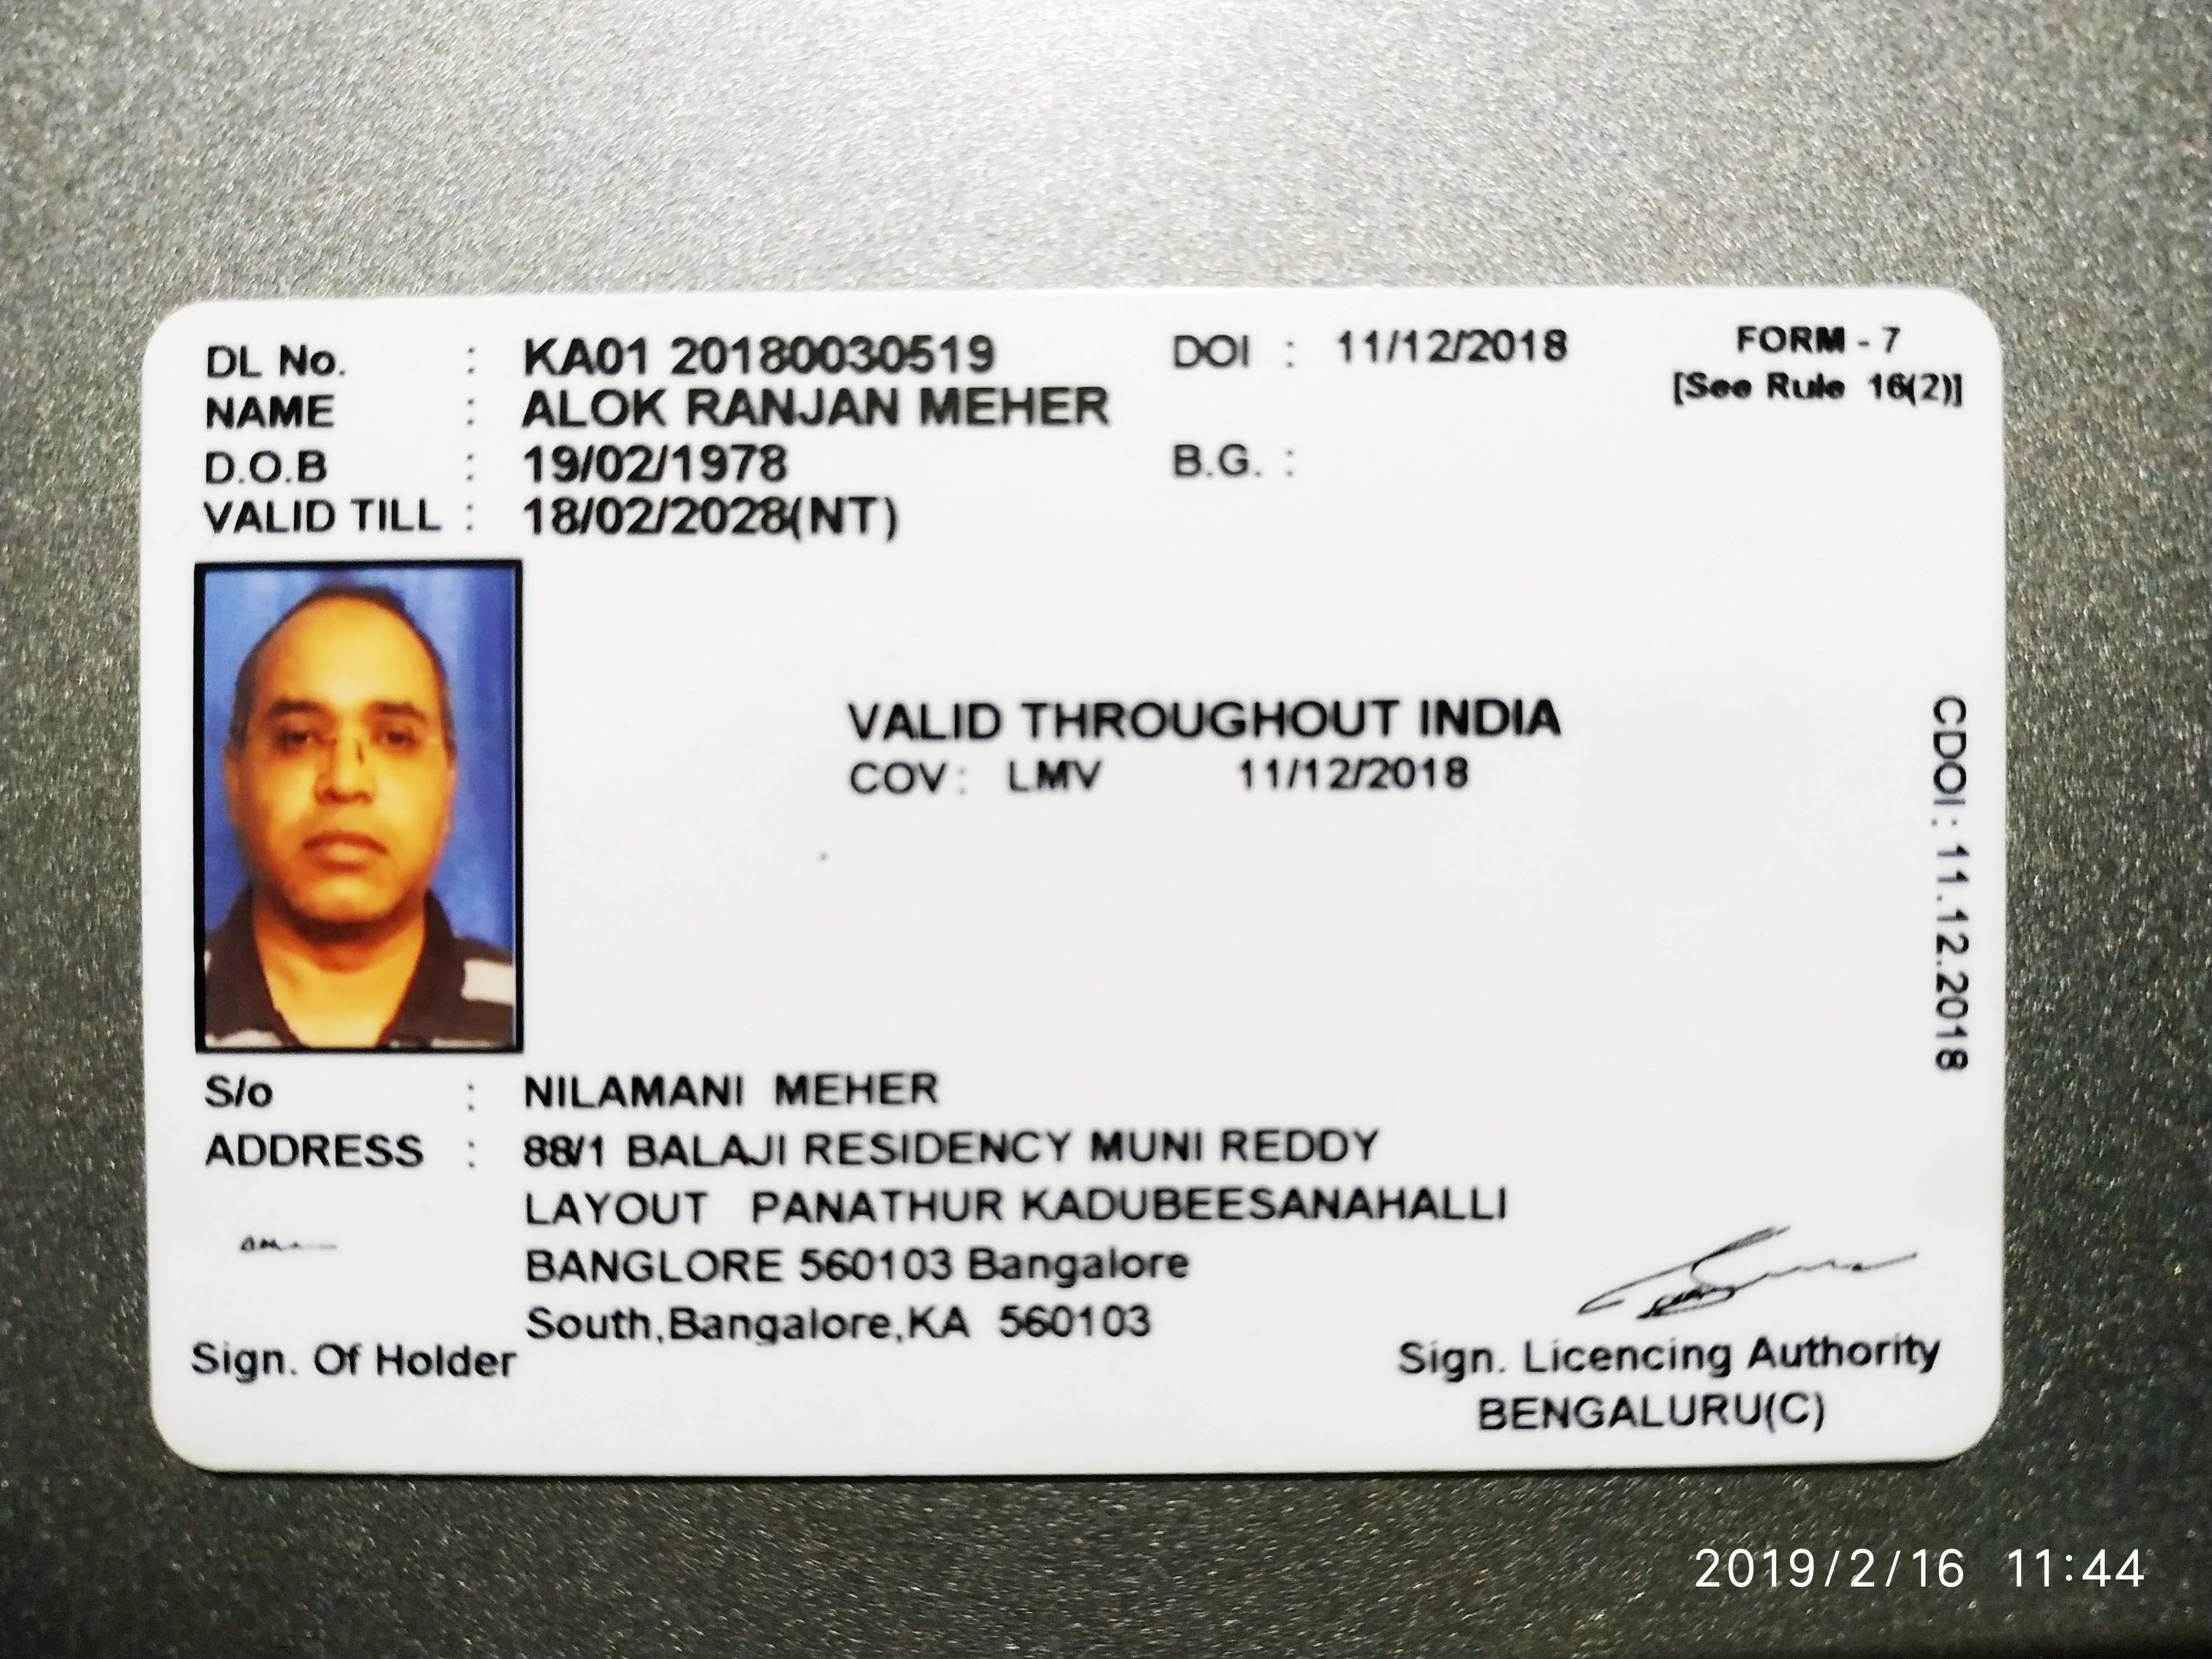 DL No. : KA01 20180030519 DOI : 11/12/2018 FORM - 7
[See Rule 16(2)]
NAME : ALOK RANJAN MEHER
D.O.B : 19/02/1978 B.G. :
VALID TILL : 18/02/2028(NT)
VALID THROUGHOUT INDIA
COV : LMV 11/12/2018
CDOI : 11.12.2018
S/o : NILAMANI MEHER
ADDRESS : 88/1 BALAJI RESIDENCY MUNI REDDY
LAYOUT PANATHUR KADUBEESANAHALLI
BANGLORE 560103 Bangalore
South,Bangalore,KA 560103
Sign. Of Holder
Sign. Licencing Authority
BENGALURU(C)
2019/2/16 11:44